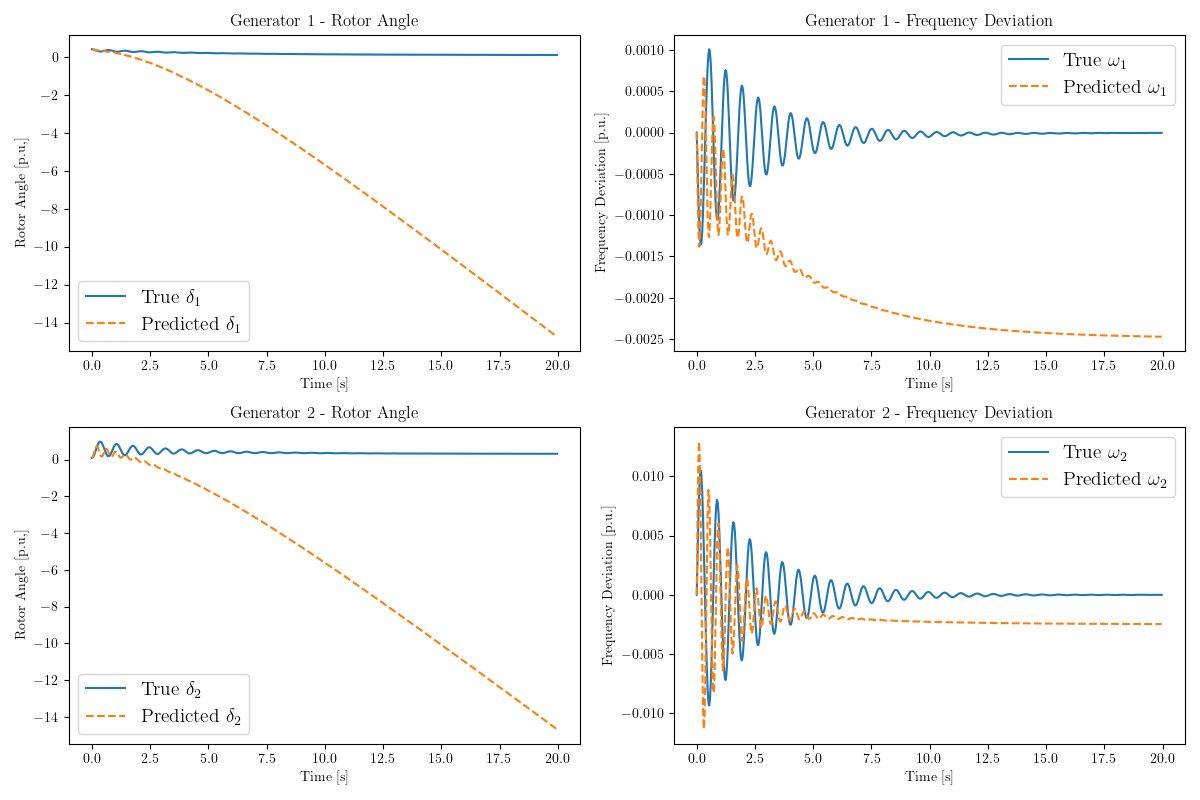 Generator 1 - Rotor Angle
Rotor Angle [p.u.]
0
−2
−4
−6
−8
−10
−12
−14
True δ₁
Predicted δ₁
0.0 2.5 5.0 7.5 10.0 12.5 15.0 17.5 20.0
Time [s]
Generator 1 - Frequency Deviation
Frequency Deviation [p.u.]
0.0010
0.0005
0.0000
−0.0005
−0.0010
−0.0015
−0.0020
−0.0025
True ω₁
Predicted ω₁
0.0 2.5 5.0 7.5 10.0 12.5 15.0 17.5 20.0
Time [s]
Generator 2 - Rotor Angle
Rotor Angle [p.u.]
0
−2
−4
−6
−8
−10
−12
−14
True δ₂
Predicted δ₂
0.0 2.5 5.0 7.5 10.0 12.5 15.0 17.5 20.0
Time [s]
Generator 2 - Frequency Deviation
Frequency Deviation [p.u.]
0.010
0.005
0.000
−0.005
−0.010
True ω₂
Predicted ω₂
0.0 2.5 5.0 7.5 10.0 12.5 15.0 17.5 20.0
Time [s]